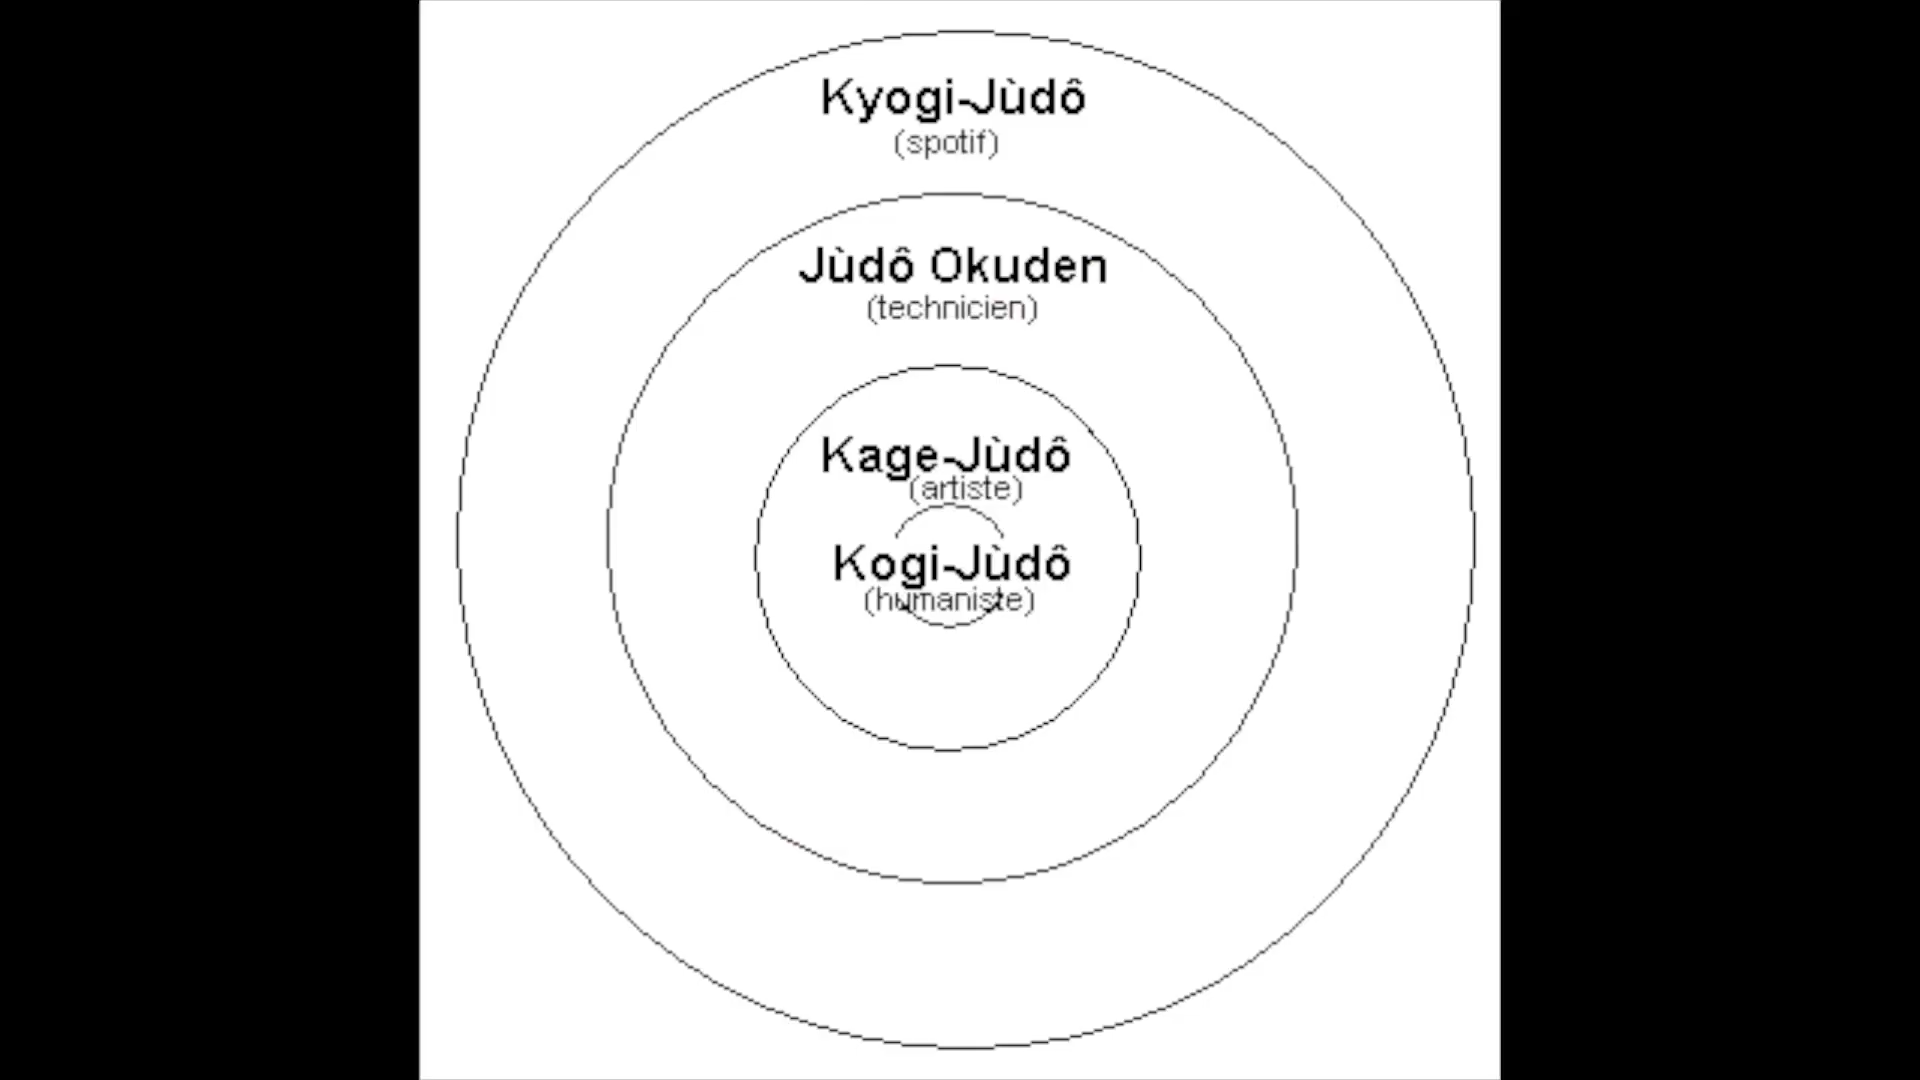 Kyogi-Jùdô
(spotif)
Jùdô Okuden
(technicien)
Kage-Jùdô
(artiste)
Kogi-Jùdô
(humaniste)